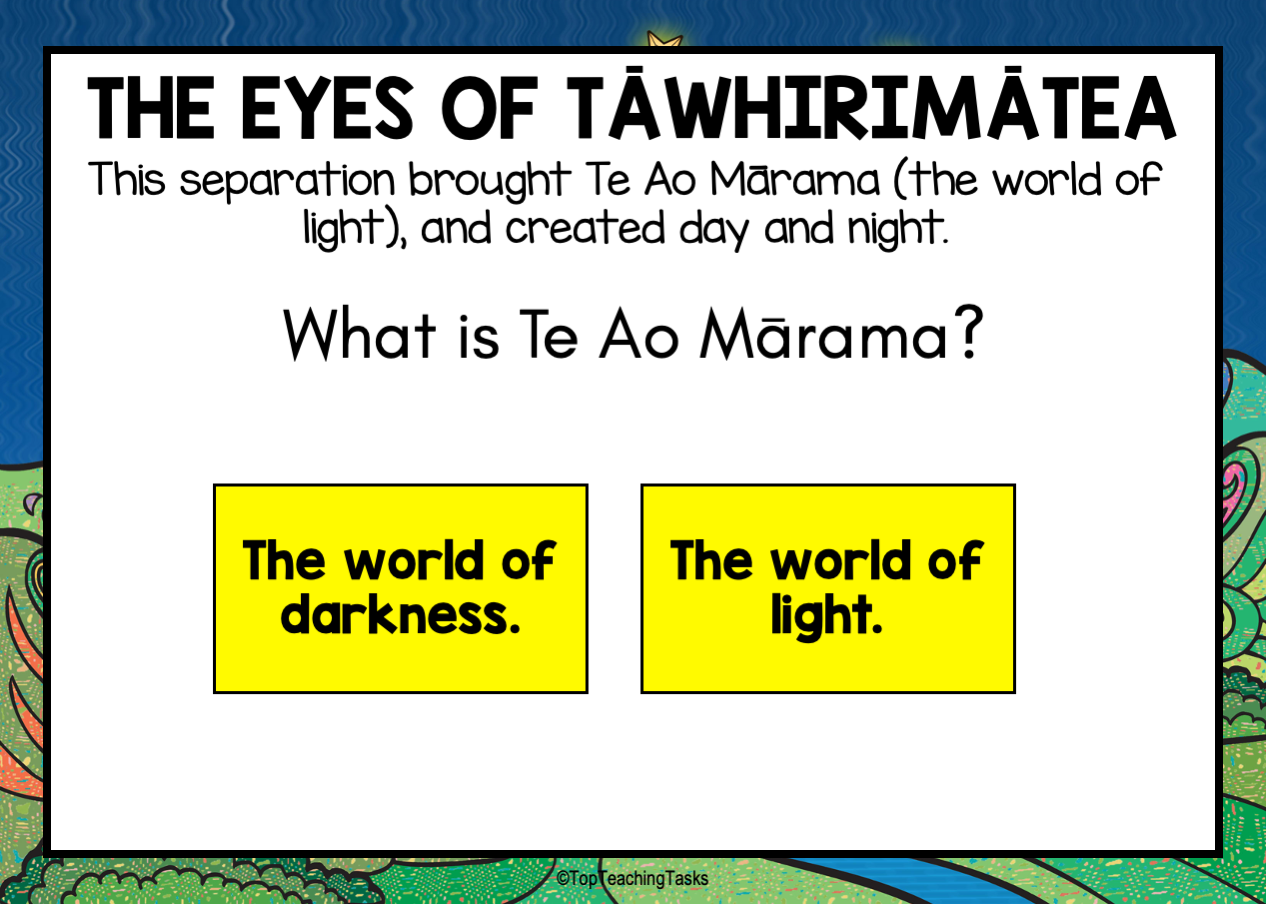 THE EYES OF TĀWHIRIMĀTEA
This separation brought Te Ao Mārama (the world of
light), and created day and night.
What is Te Ao Mārama?
The world of
darkness.
The world of
light.
©TopTeachingTasks